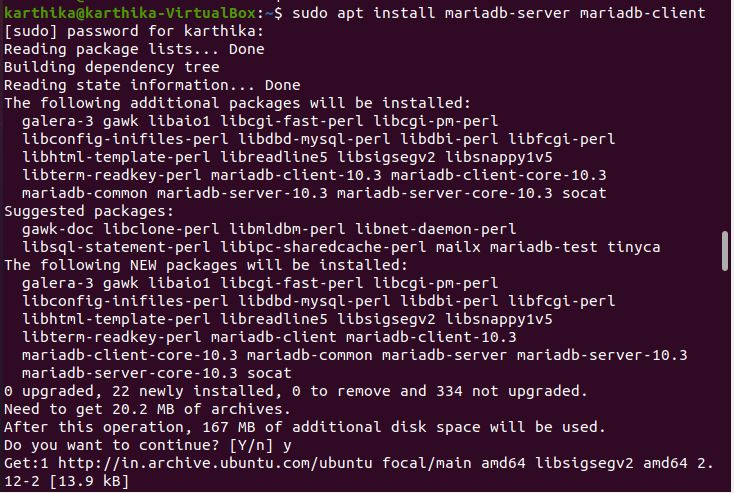 karthika@karthika-VirtualBox:~$ sudo apt install mariadb-server mariadb-client
[sudo] password for karthika:
Reading package lists... Done
Building dependency tree
Reading state information... Done
The following additional packages will be installed:
  galera-3 gawk libaio1 libcgi-fast-perl libcgi-pm-perl
  libconfig-inifiles-perl libdbd-mysql-perl libdbi-perl libfcgi-perl
  libhtml-template-perl libreadline5 libsigsegv2 libsnappy1v5
  libterm-readkey-perl mariadb-client-10.3 mariadb-client-core-10.3
  mariadb-common mariadb-server-10.3 mariadb-server-core-10.3 socat
Suggested packages:
  gawk-doc libclone-perl libmldbm-perl libnet-daemon-perl
  libsql-statement-perl libipc-sharedcache-perl mailx mariadb-test tinyca
The following NEW packages will be installed:
  galera-3 gawk libaio1 libcgi-fast-perl libcgi-pm-perl
  libconfig-inifiles-perl libdbd-mysql-perl libdbi-perl libfcgi-perl
  libhtml-template-perl libreadline5 libsigsegv2 libsnappy1v5
  libterm-readkey-perl mariadb-client mariadb-client-10.3
  mariadb-client-core-10.3 mariadb-common mariadb-server mariadb-server-10.3
  mariadb-server-core-10.3 socat
0 upgraded, 22 newly installed, 0 to remove and 334 not upgraded.
Need to get 20.2 MB of archives.
After this operation, 167 MB of additional disk space will be used.
Do you want to continue? [Y/n] y
Get:1 http://in.archive.ubuntu.com/ubuntu focal/main amd64 libsigsegv2 amd64 2.
12-2 [13.9 kB]